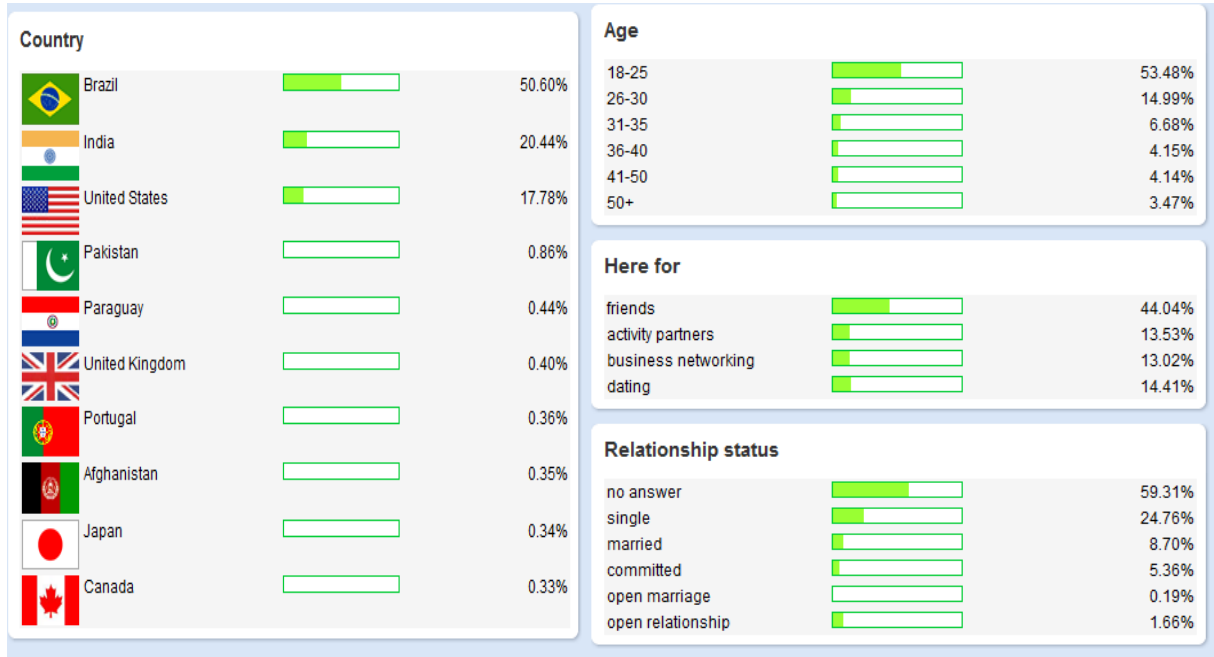 Country
Brazil 50.60%
India 20.44%
United States 17.78%
Pakistan 0.86%
Paraguay 0.44%
United Kingdom 0.40%
Portugal 0.36%
Afghanistan 0.35%
Japan 0.34%
Canada 0.33%
Age
18-25 53.48%
26-30 14.99%
31-35 6.68%
36-40 4.15%
41-50 4.14%
50+ 3.47%
Here for
friends 44.04%
activity partners 13.53%
business networking 13.02%
dating 14.41%
Relationship status
no answer 59.31%
single 24.76%
married 8.70%
committed 5.36%
open marriage 0.19%
open relationship 1.66%